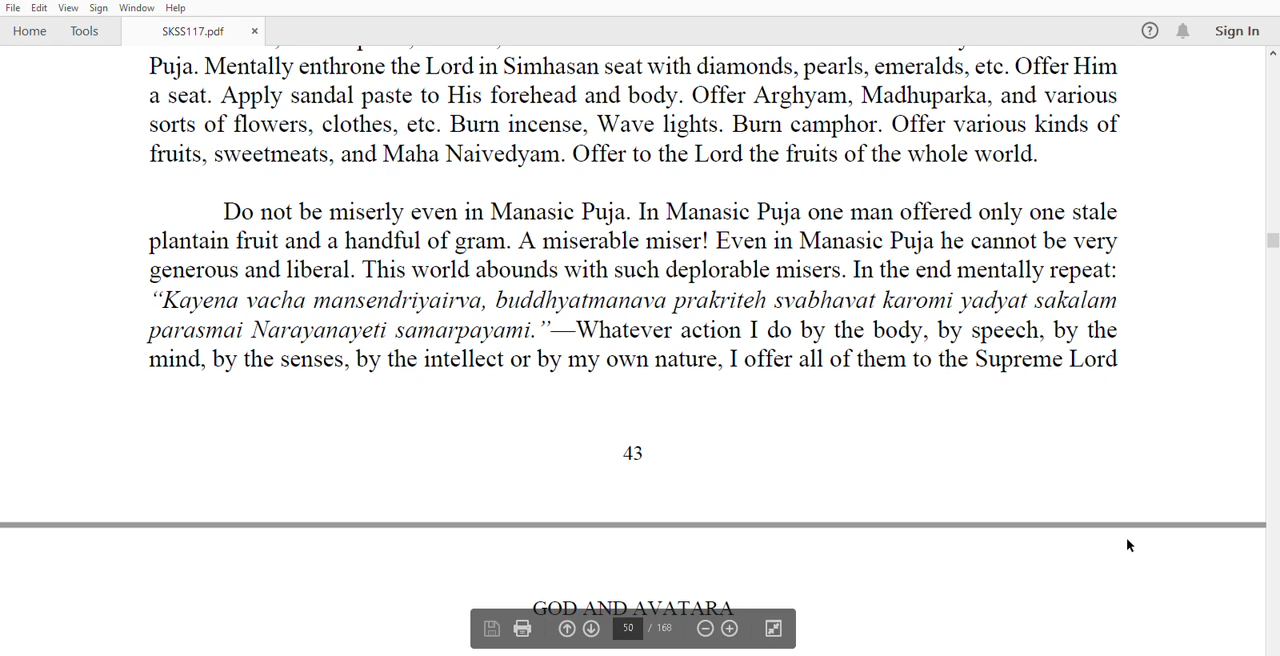 File Edit View Sign Window Help
Home Tools SKSS117.pdf × Sign In
Puja. Mentally enthrone the Lord in Simhasan seat with diamonds, pearls, emeralds, etc. Offer Him
a seat. Apply sandal paste to His forehead and body. Offer Arghyam, Madhuparka, and various
sorts of flowers, clothes, etc. Burn incense, Wave lights. Burn camphor. Offer various kinds of
fruits, sweetmeats, and Maha Naivedyam. Offer to the Lord the fruits of the whole world.
Do not be miserly even in Manasic Puja. In Manasic Puja one man offered only one stale
plantain fruit and a handful of gram. A miserable miser! Even in Manasic Puja he cannot be very
generous and liberal. This world abounds with such deplorable misers. In the end mentally repeat:
“Kayena vacha mansendriyairva, buddhyatmanava prakriteh svabhavat karomi yadyat sakalam
parasmai Narayanayeti samarpayami.”—Whatever action I do by the body, by speech, by the
mind, by the senses, by the intellect or by my own nature, I offer all of them to the Supreme Lord
43
GOD AND AVATARA
50 / 168